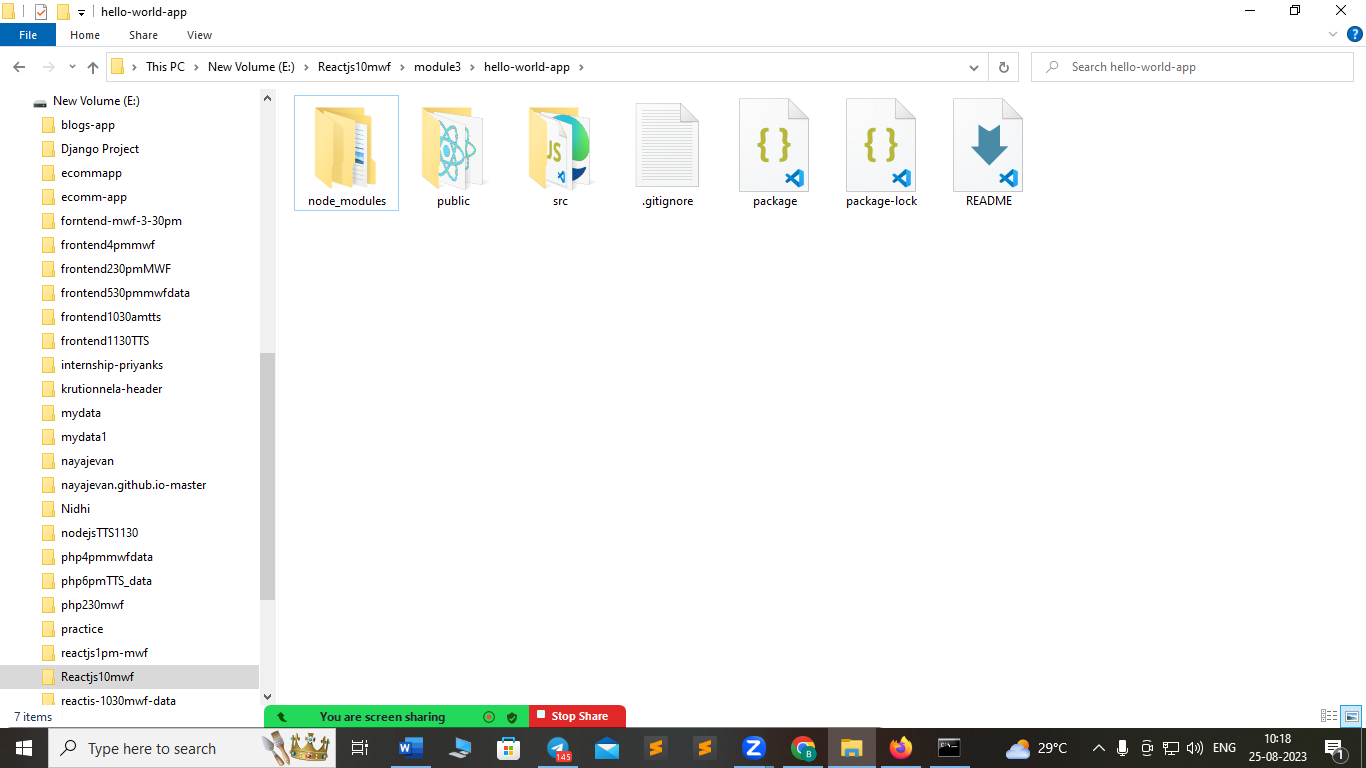 hello-world-app
File Home Share View
This PC New Volume (E:) Reactjs10mwf module3 hello-world-app
Search hello-world-app
New Volume (E:)
blogs-app
Django Project
ecommapp
ecomm-app
forntend-mwf-3-30pm
frontend4pmmwf
frontend230pmMWF
frontend530pmmwfdata
frontend1030amtts
frontend1130TTS
internship-priyanks
krutionnela-header
mydata
mydata1
nayajevan
nayajevan.github.io-master
Nidhi
nodejsTTS1130
php4pmmwfdata
php6pmTTS_data
php230mwf
practice
reactjs1pm-mwf
Reactjs10mwf
reactjs-1030mwf-data
JS
node_modules public src .gitignore package package-lock README
7 items
You are screen sharing Stop Share
Type here to search
W
145
Z
B
29°C
ENG
10:18
25-08-2023
1